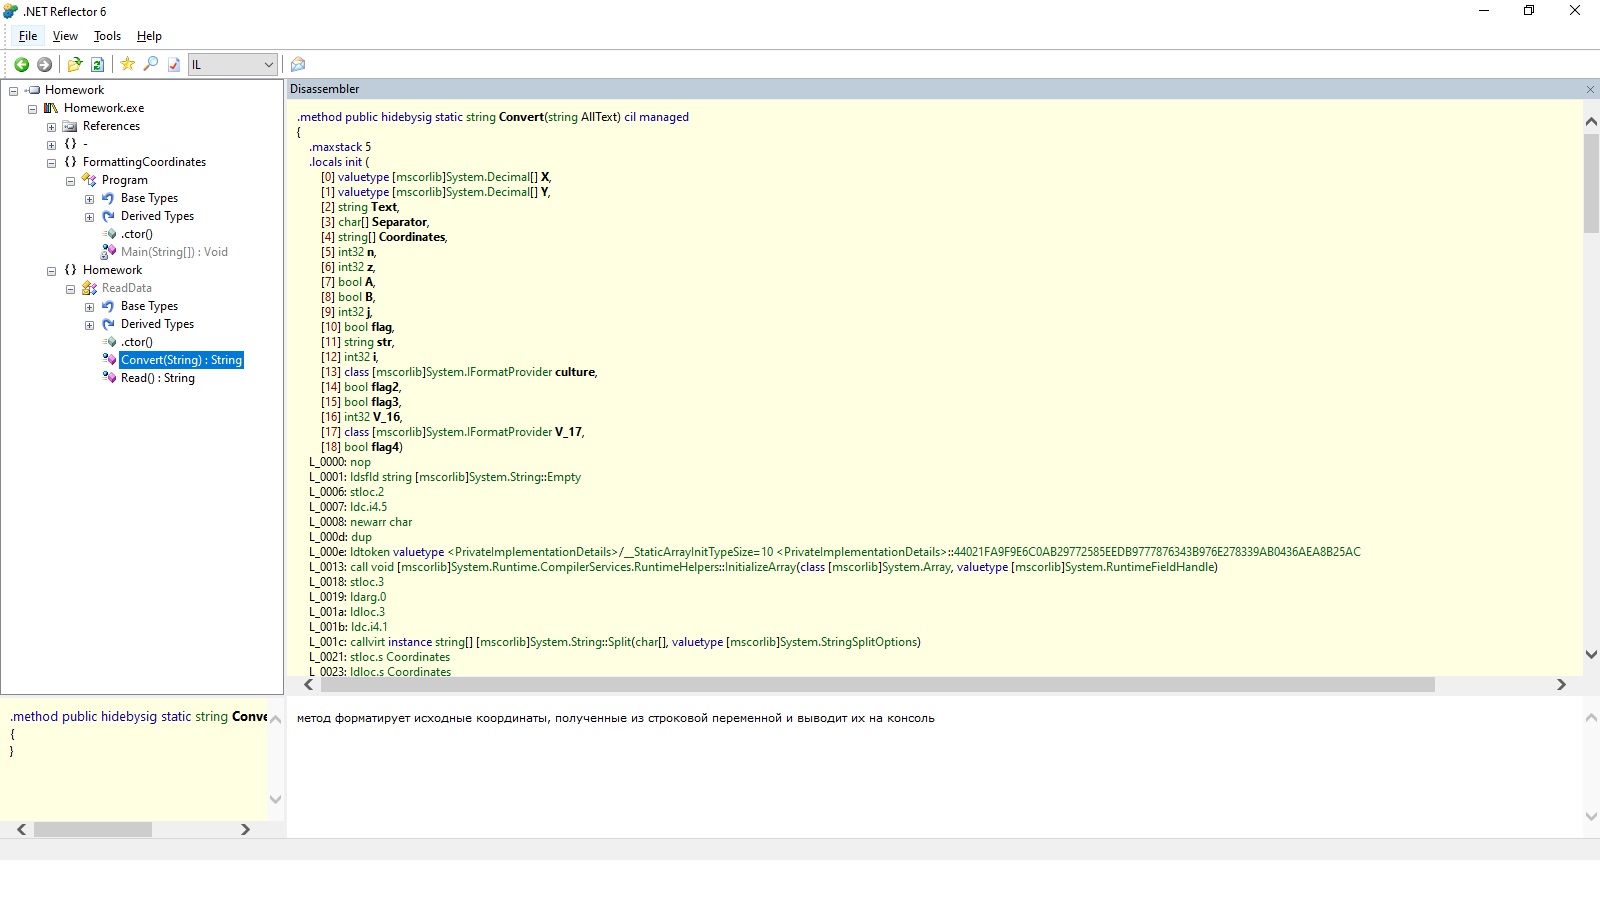 .NET Reflector 6
File View Tools Help
IL
Homework
Homework.exe
References
{} -
{} FormattingCoordinates
Program
Base Types
Derived Types
.ctor()
Main(String[]) : Void
{} Homework
ReadData
Base Types
Derived Types
.ctor()
Convert(String) : String
Read() : String
Disassembler
.method public hidebysig static string Convert(string AllText) cil managed
{
.maxstack 5
.locals init (
[0] valuetype [mscorlib]System.Decimal[] X,
[1] valuetype [mscorlib]System.Decimal[] Y,
[2] string Text,
[3] char[] Separator,
[4] string[] Coordinates,
[5] int32 n,
[6] int32 z,
[7] bool A,
[8] bool B,
[9] int32 j,
[10] bool flag,
[11] string str,
[12] int32 i,
[13] class [mscorlib]System.IFormatProvider culture,
[14] bool flag2,
[15] bool flag3,
[16] int32 V_16,
[17] class [mscorlib]System.IFormatProvider V_17,
[18] bool flag4)
L_0000: nop
L_0001: ldsfld string [mscorlib]System.String::Empty
L_0006: stloc.2
L_0007: ldc.i4.5
L_0008: newarr char
L_000d: dup
L_000e: ldtoken valuetype <PrivateImplementationDetails>/__StaticArrayInitTypeSize=10 <PrivateImplementationDetails>::44021FA9F9E6C0AB29772585EEDB9777876343B976E278339AB0436AEA8B25AC
L_0013: call void [mscorlib]System.Runtime.CompilerServices.RuntimeHelpers::InitializeArray(class [mscorlib]System.Array, valuetype [mscorlib]System.RuntimeFieldHandle)
L_0018: stloc.3
L_0019: ldarg.0
L_001a: ldloc.3
L_001b: ldc.i4.1
L_001c: callvirt instance string[] [mscorlib]System.String::Split(char[], valuetype [mscorlib]System.StringSplitOptions)
L_0021: stloc.s Coordinates
L_0023: ldloc.s Coordinates
.method public hidebysig static string Conve
{
}
метод форматирует исходные координаты, полученные из строковой переменной и выводит их на консоль